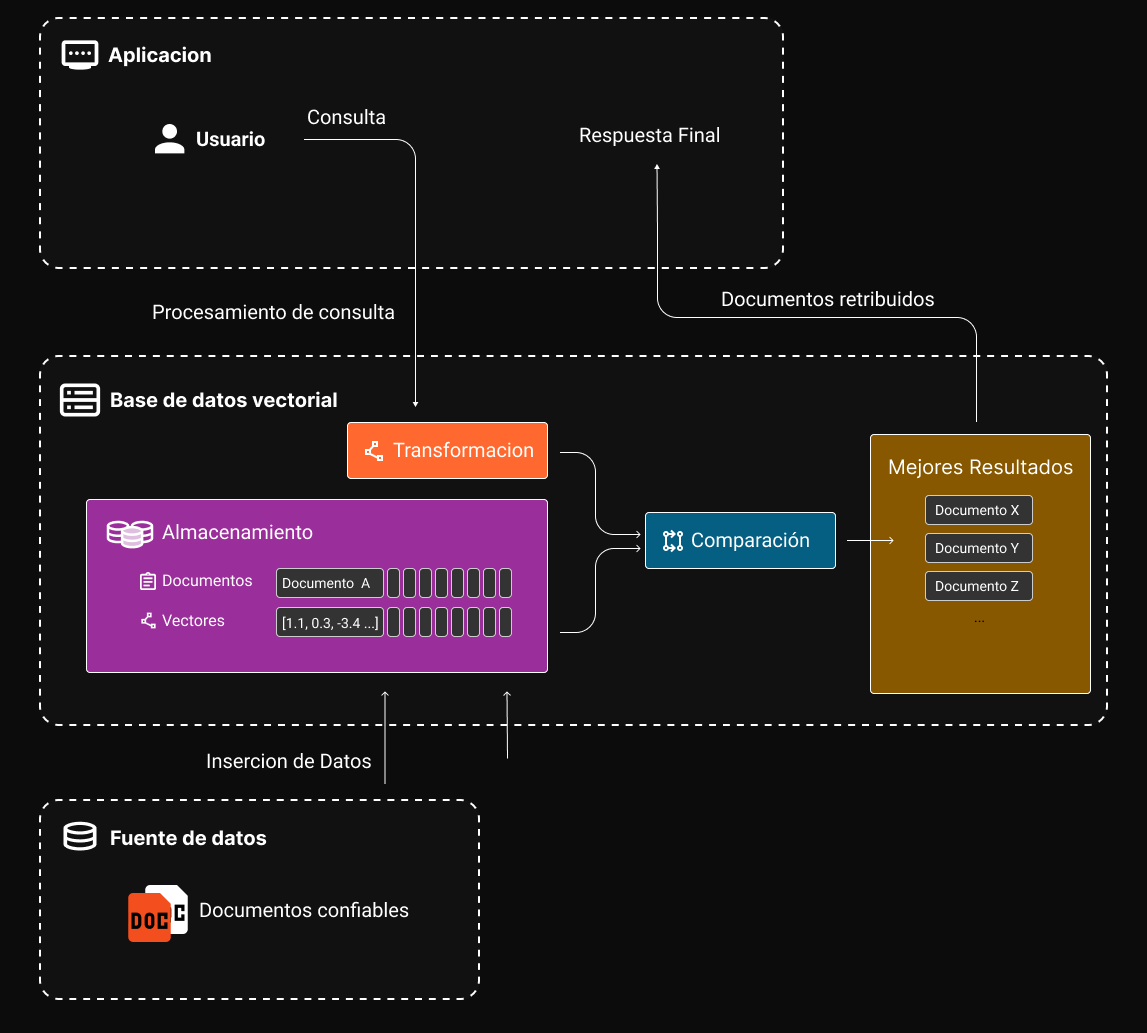 Aplicacion
Consulta
Usuario
Respuesta Final
Documentos retribuidos
Procesamiento de consulta
Base de datos vectorial
Transformacion
Mejores Resultados
Documento X
Documento Y
Documento Z
...
Almacenamiento
Comparación
Documentos
Documento A
Vectores
[1.1, 0.3, -3.4 ...]
Insercion de Datos
Fuente de datos
DOC C
Documentos confiables